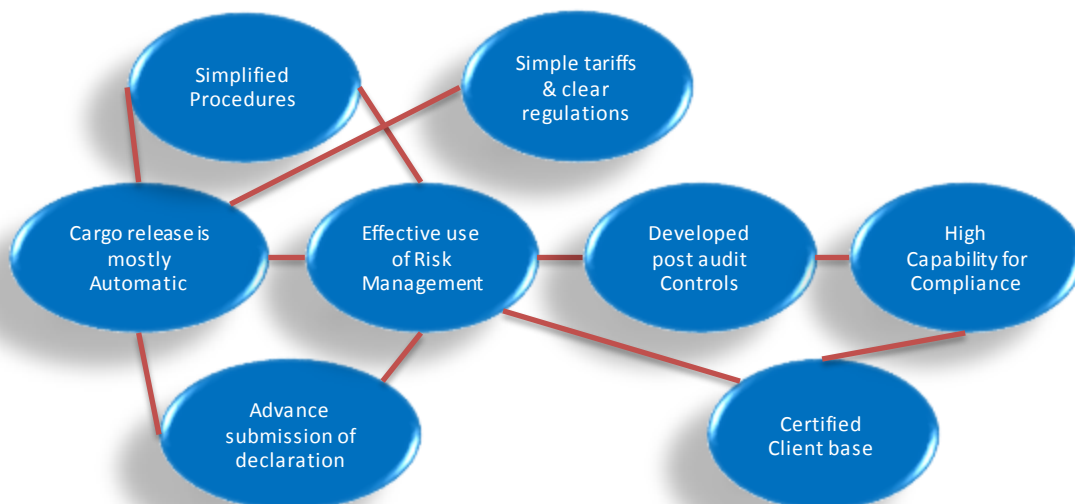 Simplified
Procedures
Simple tariffs
& clear
regulations
Cargo release is
mostly
Automatic
Effective use
of Risk
Management
Developed
post audit
Controls
High
Capability for
Compliance
Advance
submission of
declaration
Certified
Client base